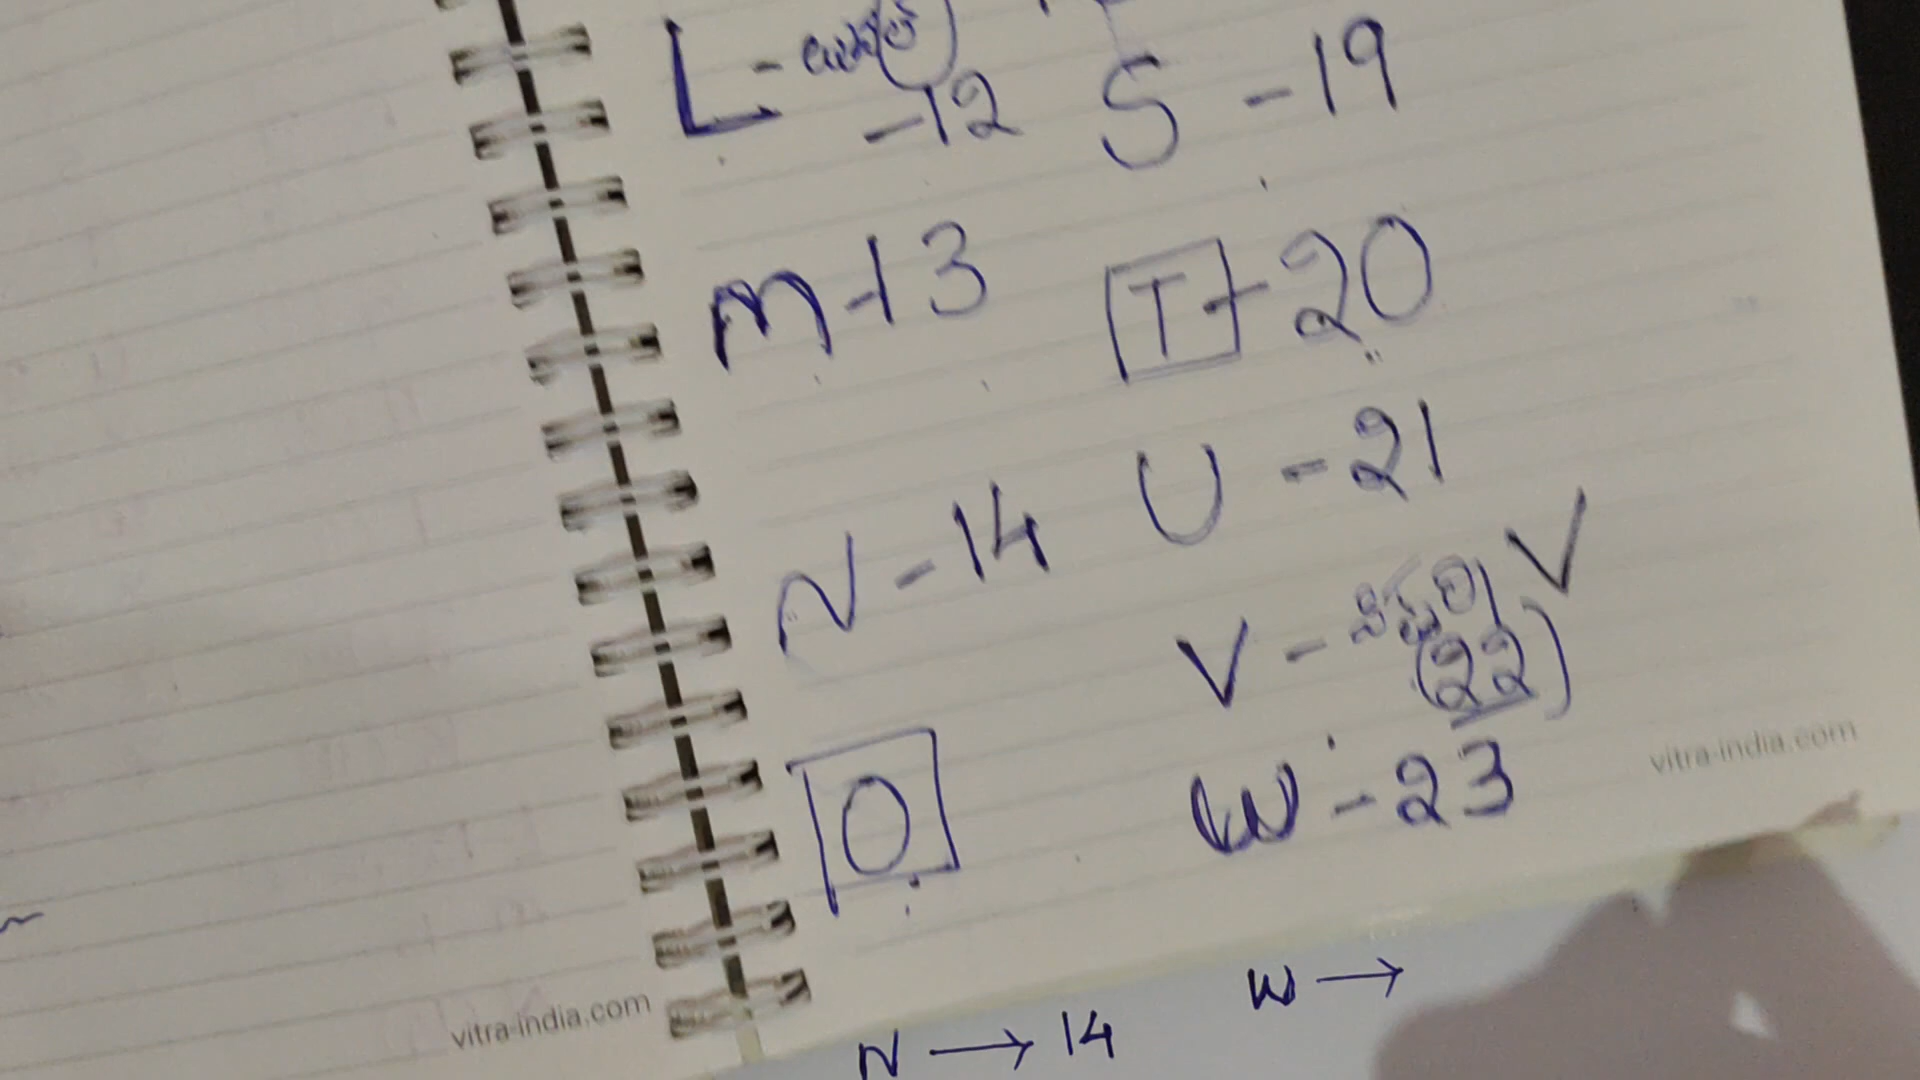 L -
-12
S - 19
m - 13
T - 20
N - 14
U - 21
V
V -
(22)
O
W - 23
vitra-india.com
vitra-india.com
W →
N → 14